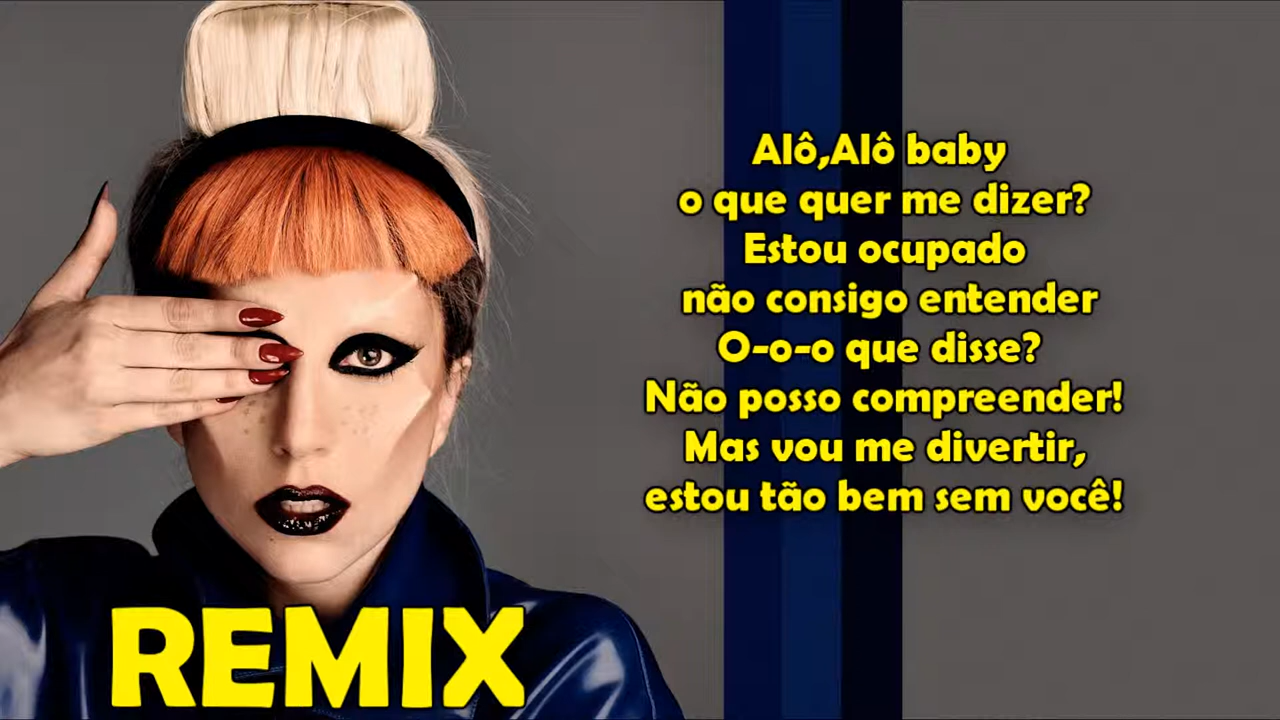 Alô,Alô baby
o que quer me dizer?
Estou ocupado
não consigo entender
O-o-o que disse?
Não posso compreender!
Mas vou me divertir,
estou tão bem sem você!
REMIX